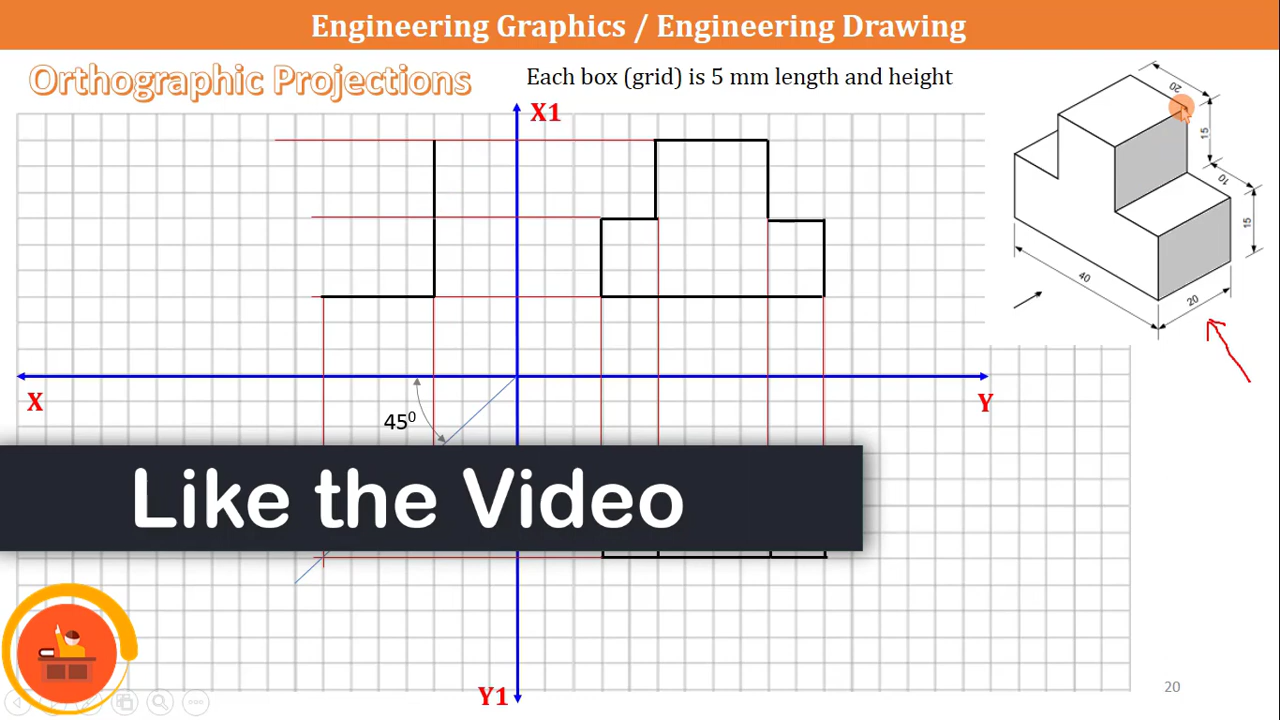 Engineering Graphics / Engineering Drawing
Orthographic Projections
Each box (grid) is 5 mm length and height
X1
20
15
10
15
40
20
X
Y
45⁰
Like the Video
Y1
20